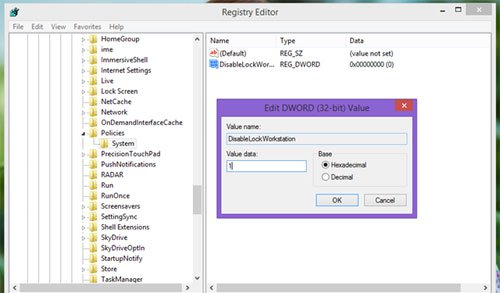 Registry Editor
File Edit View Favorites Help
HomeGroup
ime
ImmersiveShell
Internet Settings
Live
Lock Screen
NetCache
Network
OnDemandInterfaceCache
Policies
System
PrecisionTouchPad
PushNotifications
RADAR
Run
RunOnce
Screensavers
SettingSync
Shell Extensions
SkyDrive
SkyDriveOptIn
StartupNotify
Store
TaskManager
Name Type Data
ab (Default) REG_SZ (value not set)
DisableLockWor... REG_DWORD 0x00000000 (0)
Edit DWORD (32-bit) Value
Value name:
DisableLockWorkstation
Value data:
1
Base
Hexadecimal
Decimal
OK Cancel